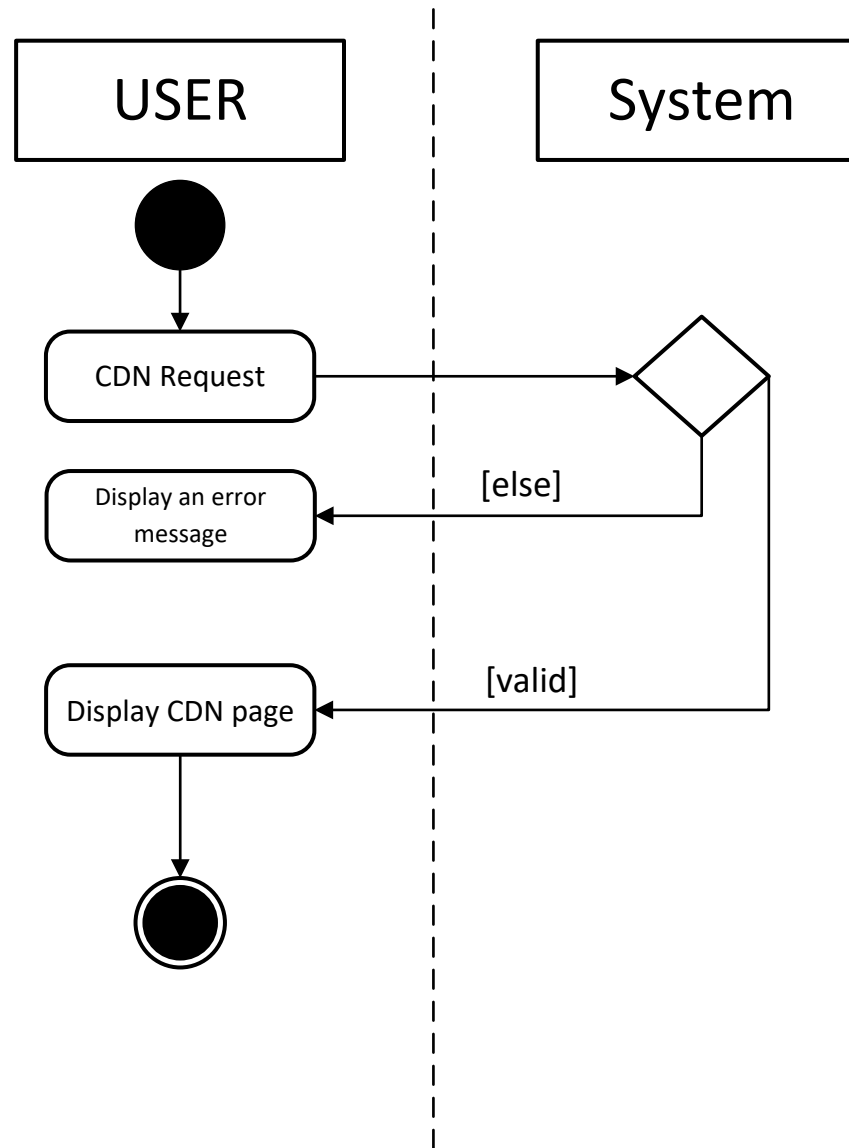 USER
System
CDN Request
[else]
Display an error
message
[valid]
Display CDN page